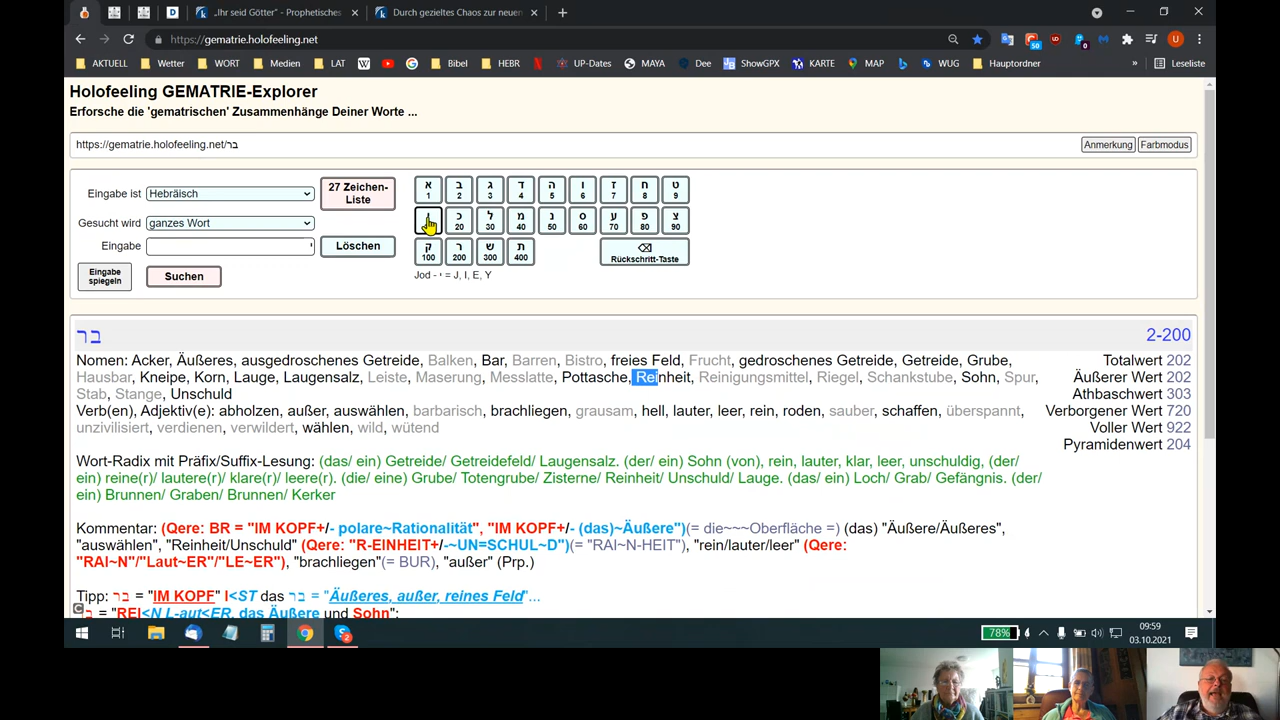 „Ihr seid Götter" - Prophetisches
Durch gezieltes Chaos zur neuen
https://gematrie.holofeeling.net
50
0
U
AKTUELL Wetter WORT Medien LAT Bibel HEBR UP-Dates MAYA Dee ShowGPX KARTE MAP WUG Hauptordner » Leseliste
Holofeeling GEMATRIE-Explorer
Erforsche die 'gematrischen' Zusammenhänge Deiner Worte ...
https://gematrie.holofeeling.net/בר Anmerkung Farbmodus
Eingabe ist Hebräisch 27 Zeichen-Liste
Gesucht wird ganzes Wort
Eingabe י Löschen
Eingabe spiegeln Suchen
א ב ג ד ה ו ז ח ט
1 2 3 4 5 6 7 8 9
כ ל מ נ ס ע פ צ
20 30 40 50 60 70 80 90
ק ר ש ת ⌫
100 200 300 400 Rückschritt-Taste
Jod - י = J, I, E, Y
בר 2-200
Nomen: Acker, Äußeres, ausgedroschenes Getreide, Balken, Bar, Barren, Bistro, freies Feld, Frucht, gedroschenes Getreide, Getreide, Grube, Totalwert 202
Hausbar, Kneipe, Korn, Lauge, Laugensalz, Leiste, Maserung, Messlatte, Pottasche, Reinheit, Reinigungsmittel, Riegel, Schankstube, Sohn, Spur, Äußerer Wert 202
Stab, Stange, Unschuld Athbaschwert 303
Verb(en), Adjektiv(e): abholzen, außer, auswählen, barbarisch, brachliegen, grausam, hell, lauter, leer, rein, roden, sauber, schaffen, überspannt, Verborgener Wert 720
unzivilisiert, verdienen, verwildert, wählen, wild, wütend Voller Wert 922
Pyramidenwert 204
Wort-Radix mit Präfix/Suffix-Lesung: (das/ ein) Getreide/ Getreidefeld/ Laugensalz. (der/ ein) Sohn (von), rein, lauter, klar, leer, unschuldig, (der/
ein) reine(r)/ lautere(r)/ klare(r)/ leere(r). (die/ eine) Grube/ Totengrube/ Zisterne/ Reinheit/ Unschuld/ Lauge. (das/ ein) Loch/ Grab/ Gefängnis. (der/
ein) Brunnen/ Graben/ Brunnen/ Kerker
Kommentar: (Qere: BR = "IM KOPF+/- polare~Rationalität", "IM KOPF+/- (das)~Äußere")(= die~~~Oberfläche =) (das) "Äußere/Äußeres",
"auswählen", "Reinheit/Unschuld" (Qere: "R-EINHEIT+/-~UN=SCHUL~D")(= "RAI~N-HEIT"), "rein/lauter/leer" (Qere:
"RAI~N"/"Laut~ER"/"LE~ER"), "brachliegen"(= BUR), "außer" (Prp.)
Tipp: בר = "IM KOPF" I<ST das בר = "Äußeres, außer, reines Feld"...
= "REI<N L-aut<ER, das Äußere und Sohn":
78% 09:59
03.10.2021